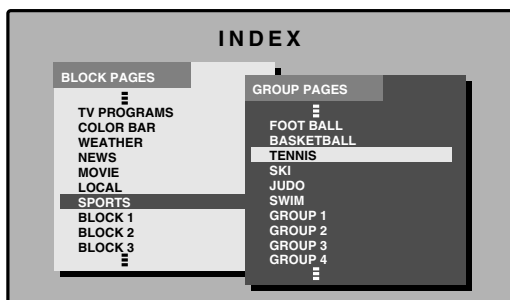 INDEX
BLOCK PAGES
TV PROGRAMS
COLOR BAR
WEATHER
NEWS
MOVIE
LOCAL
SPORTS
BLOCK 1
BLOCK 2
BLOCK 3
GROUP PAGES
FOOT BALL
BASKETBALL
TENNIS
SKI
JUDO
SWIM
GROUP 1
GROUP 2
GROUP 3
GROUP 4